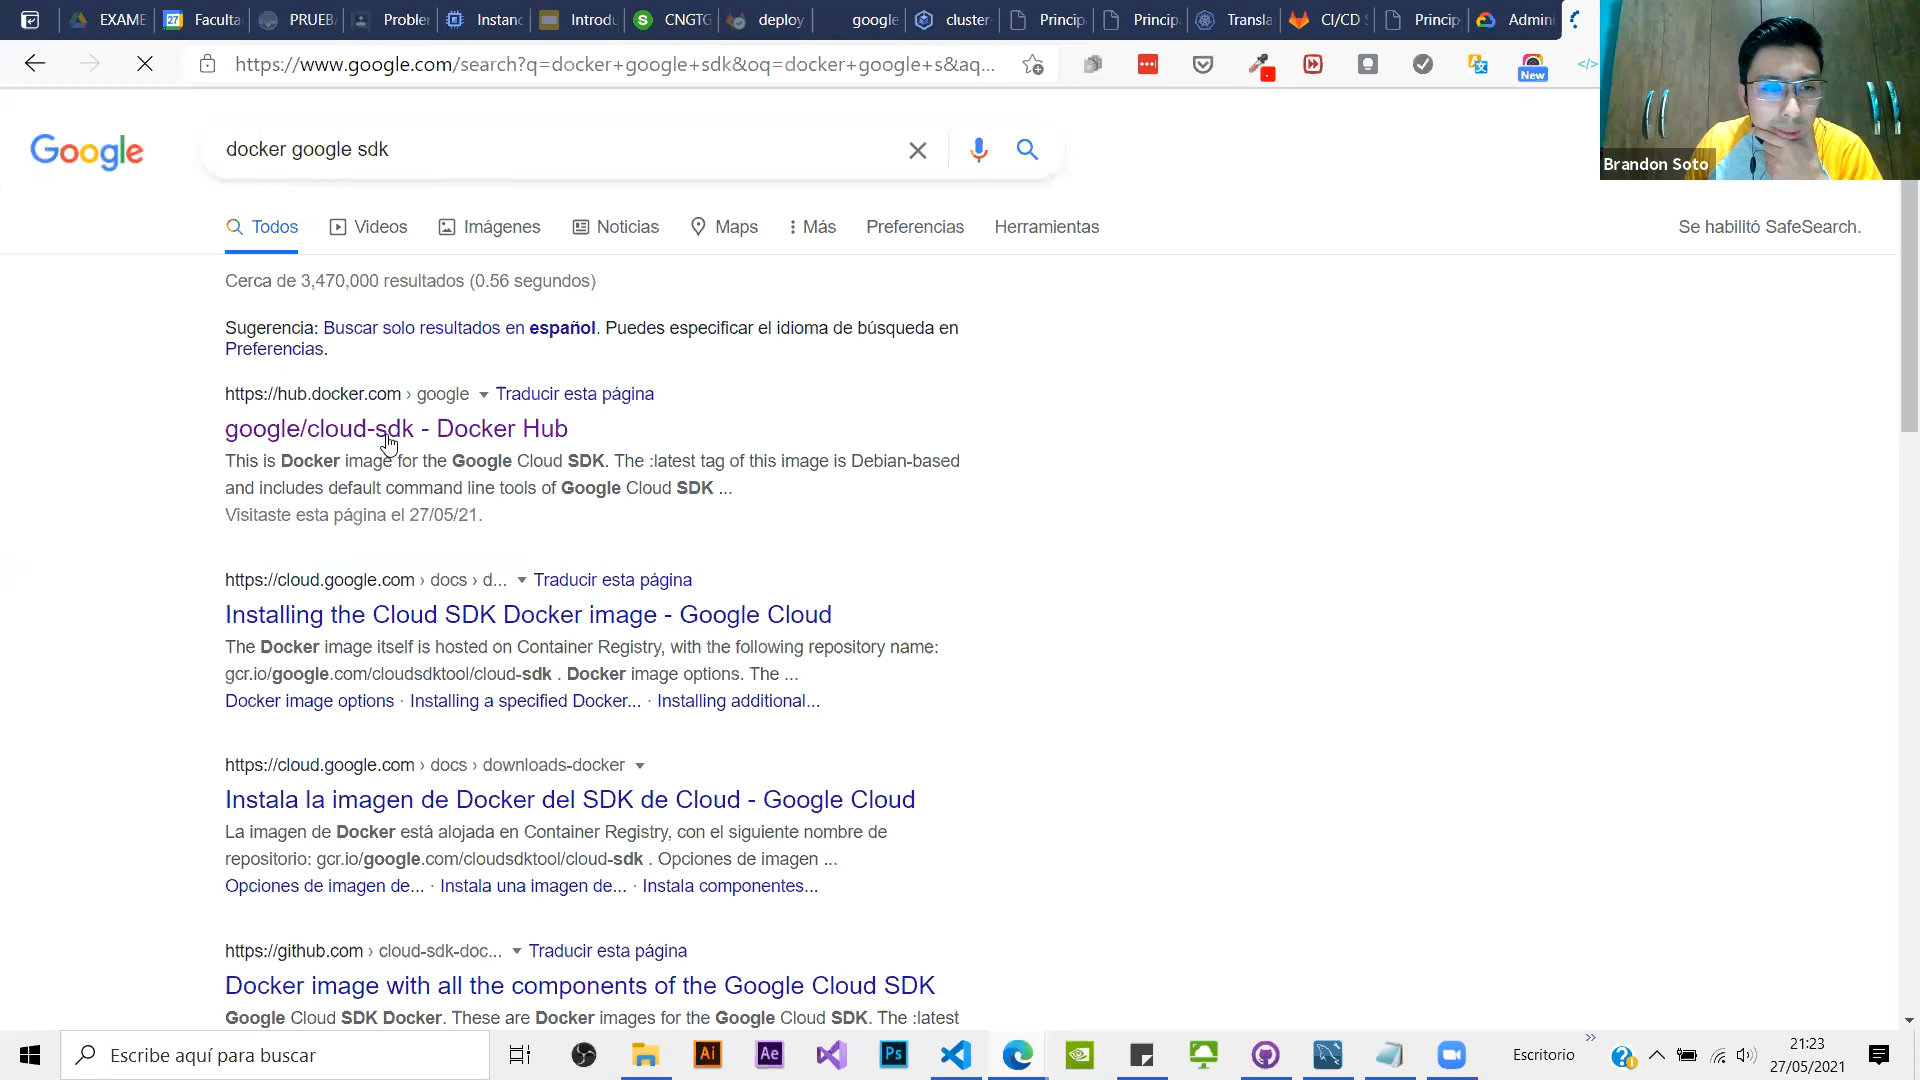 EXAME
27
Faculta
PRUEB
Probler
Instanc
Introdu
S
CNGTG
deploy
google
cluster
Princip
Princip
Transla
CI/CD
Princip
Admini
https://www.google.com/search?q=docker+google+sdk&oq=docker+google+s&aq...
New
</>
Brandon Soto
Google
docker google sdk
Todos
Videos
Imágenes
Noticias
Maps
Más
Preferencias
Herramientas
Se habilitó SafeSearch.
Cerca de 3,470,000 resultados (0.56 segundos)
Sugerencia: Buscar solo resultados en español. Puedes especificar el idioma de búsqueda en
Preferencias.
https://hub.docker.com › google Traducir esta página
google/cloud-sdk - Docker Hub
This is Docker image for the Google Cloud SDK. The :latest tag of this image is Debian-based
and includes default command line tools of Google Cloud SDK ...
Visitaste esta página el 27/05/21.
https://cloud.google.com › docs › d... Traducir esta página
Installing the Cloud SDK Docker image - Google Cloud
The Docker image itself is hosted on Container Registry, with the following repository name:
gcr.io/google.com/cloudsdktool/cloud-sdk . Docker image options. The ...
Docker image options · Installing a specified Docker... · Installing additional...
https://cloud.google.com › docs › downloads-docker
Instala la imagen de Docker del SDK de Cloud - Google Cloud
La imagen de Docker está alojada en Container Registry, con el siguiente nombre de
repositorio: gcr.io/google.com/cloudsdktool/cloud-sdk . Opciones de imagen ...
Opciones de imagen de... · Instala una imagen de... · Instala componentes...
https://github.com › cloud-sdk-doc... Traducir esta página
Docker image with all the components of the Google Cloud SDK
Google Cloud SDK Docker. These are Docker images for the Google Cloud SDK. The :latest
Escribe aquí para buscar
Ai
Ae
Ps
Escritorio
21:23
27/05/2021